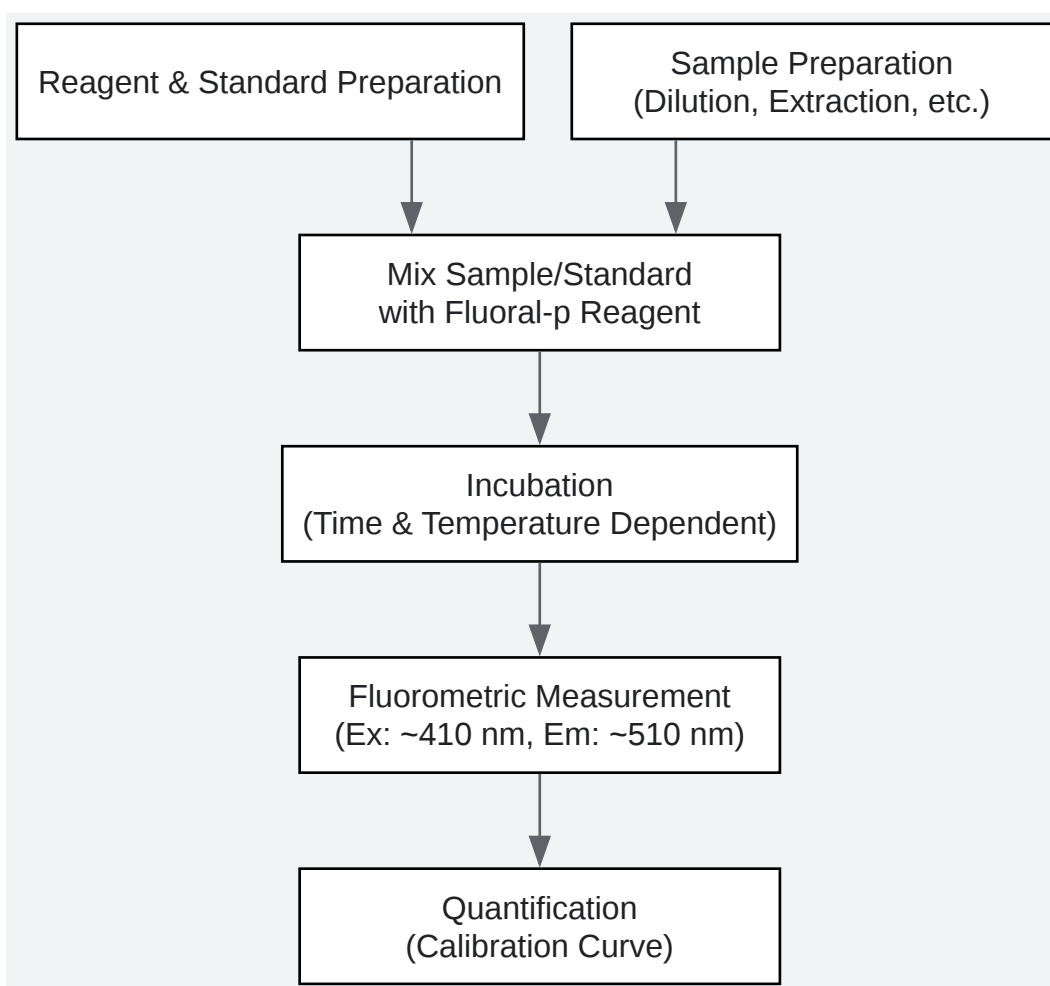 Reagent & Standard Preparation
Sample Preparation
(Dilution, Extraction, etc.)
Mix Sample/Standard
with Fluoral-p Reagent
Incubation
(Time & Temperature Dependent)
Fluorometric Measurement
(Ex: ~410 nm, Em: ~510 nm)
Quantification
(Calibration Curve)